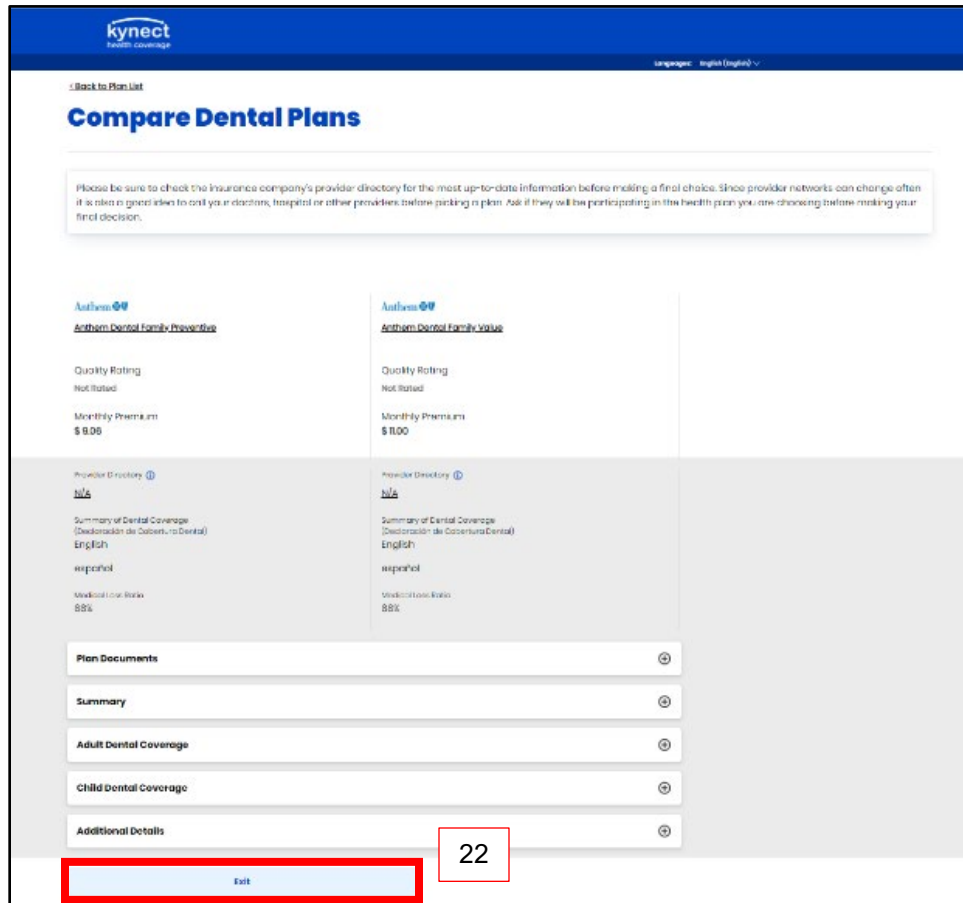 kynect
health coverage
Languages: English (English)
< Back to Plan List
Compare Dental Plans
Please be sure to check the insurance company's provider directory for the most up-to-date information before making a final choice. Since provider networks can change often
it is also a good idea to call your doctors, hospital or other providers before picking a plan. Ask if they will be participating in the health plan you are choosing before making your
final decision.
Anthem
Anthem
Anthem Dental Family Preventive
Anthem Dental Family Value
Quality Rating
Quality Rating
Not Rated
Not Rated
Monthly Premium
Monthly Premium
$ 9.06
$ 11.00
Provider Directory
Provider Directory
N/A
N/A
Summary of Dental Coverage
Summary of Dental Coverage
(Declaración de Cobertura Dental)
(Declaración de Cobertura Dental)
English
English
español
español
Medical Loss Ratio
Medical Loss Ratio
88%
88%
Plan Documents
Summary
Adult Dental Coverage
Child Dental Coverage
Additional Details
22
Exit